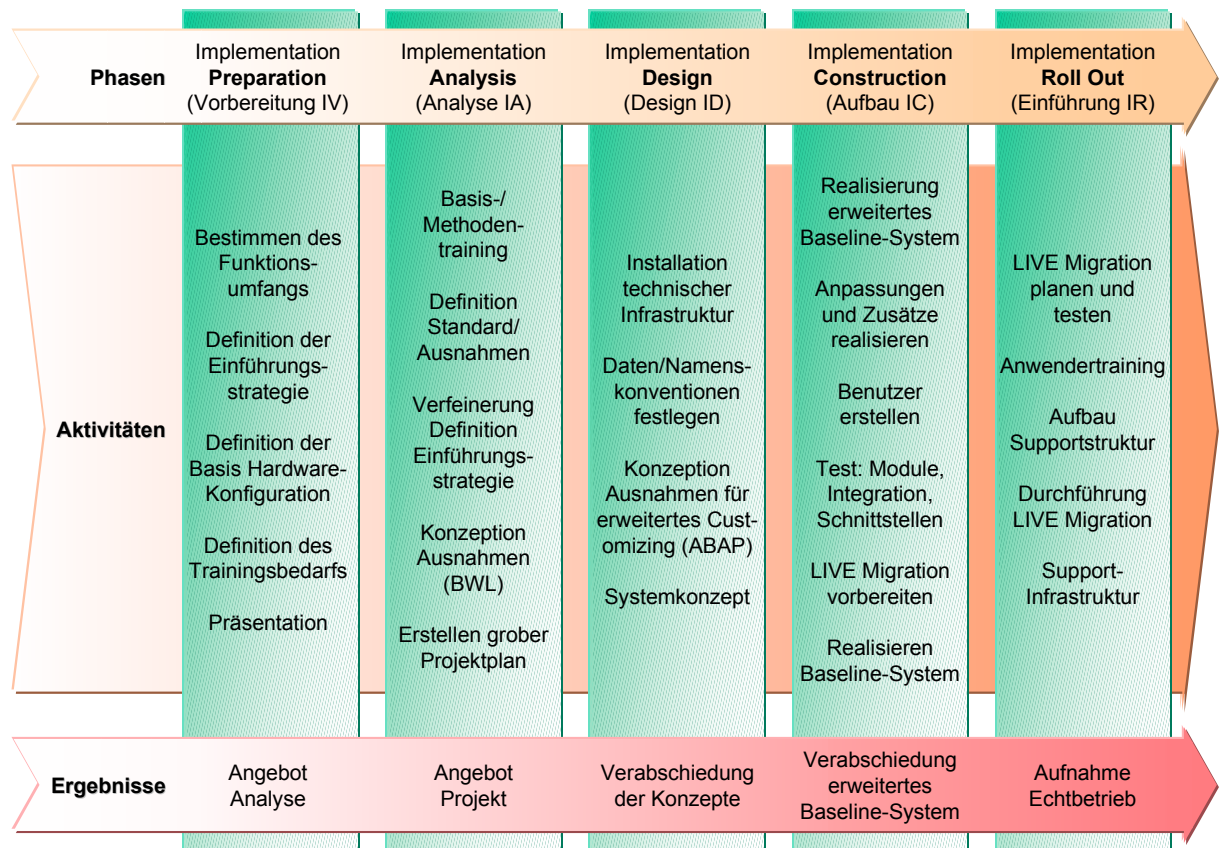 Phasen
Implementation
Preparation
(Vorbereitung IV)
Implementation
Analysis
(Analyse IA)
Implementation
Design
(Design ID)
Implementation
Construction
(Aufbau IC)
Implementation
Roll Out
(Einführung IR)
Aktivitäten
Bestimmen des
Funktions-
umfangs
Definition der
Einführungs-
strategie
Definition der
Basis Hardware-
Konfiguration
Definition des
Trainingsbedarfs
Präsentation
Basis-/
Methoden-
training
Definition
Standard/
Ausnahmen
Verfeinerung
Definition
Einführungs-
strategie
Konzeption
Ausnahmen
(BWL)
Erstellen grober
Projektplan
Installation
technischer
Infrastruktur
Daten/Namens-
konventionen
festlegen
Konzeption
Ausnahmen für
erweitertes Cust-
omizing (ABAP)
Systemkonzept
Realisierung
erweitertes
Baseline-System
Anpassungen
und Zusätze
realisieren
Benutzer
erstellen
Test: Module,
Integration,
Schnittstellen
LIVE Migration
vorbereiten
Realisieren
Baseline-System
LIVE Migration
planen und
testen
Anwendertraining
Aufbau
Supportstruktur
Durchführung
LIVE Migration
Support-
Infrastruktur
Ergebnisse
Angebot
Analyse
Angebot
Projekt
Verabschiedung
der Konzepte
Verabschiedung
erweitertes
Baseline-System
Aufnahme
Echtbetrieb